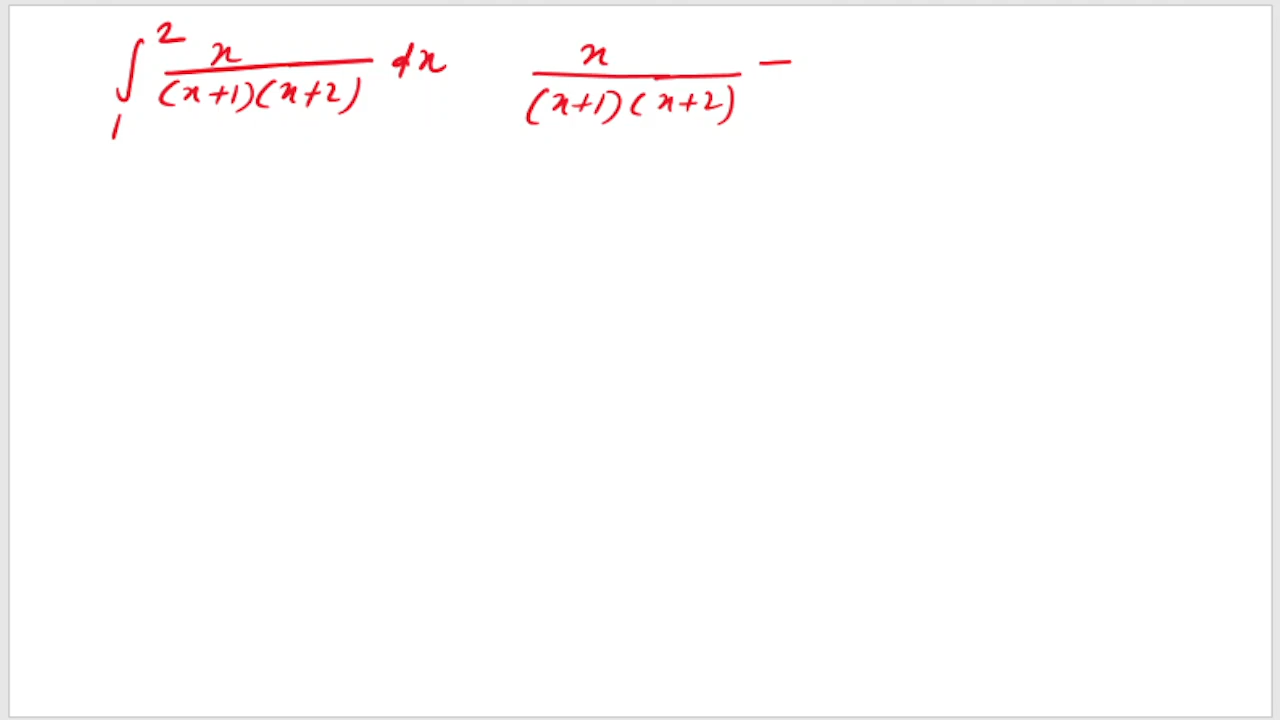 ∫₁² x/((x+1)(x+2)) dx    x/((x+1)(x+2)) –